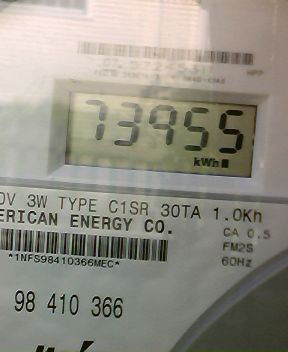 73955
kWh
0V 3W TYPE C1SR 30TA 1.0Kh
ERICAN ENERGY CO.
CA 0.5
FM2S
60Hz
*1NFS98410366MEC*
98 410 366